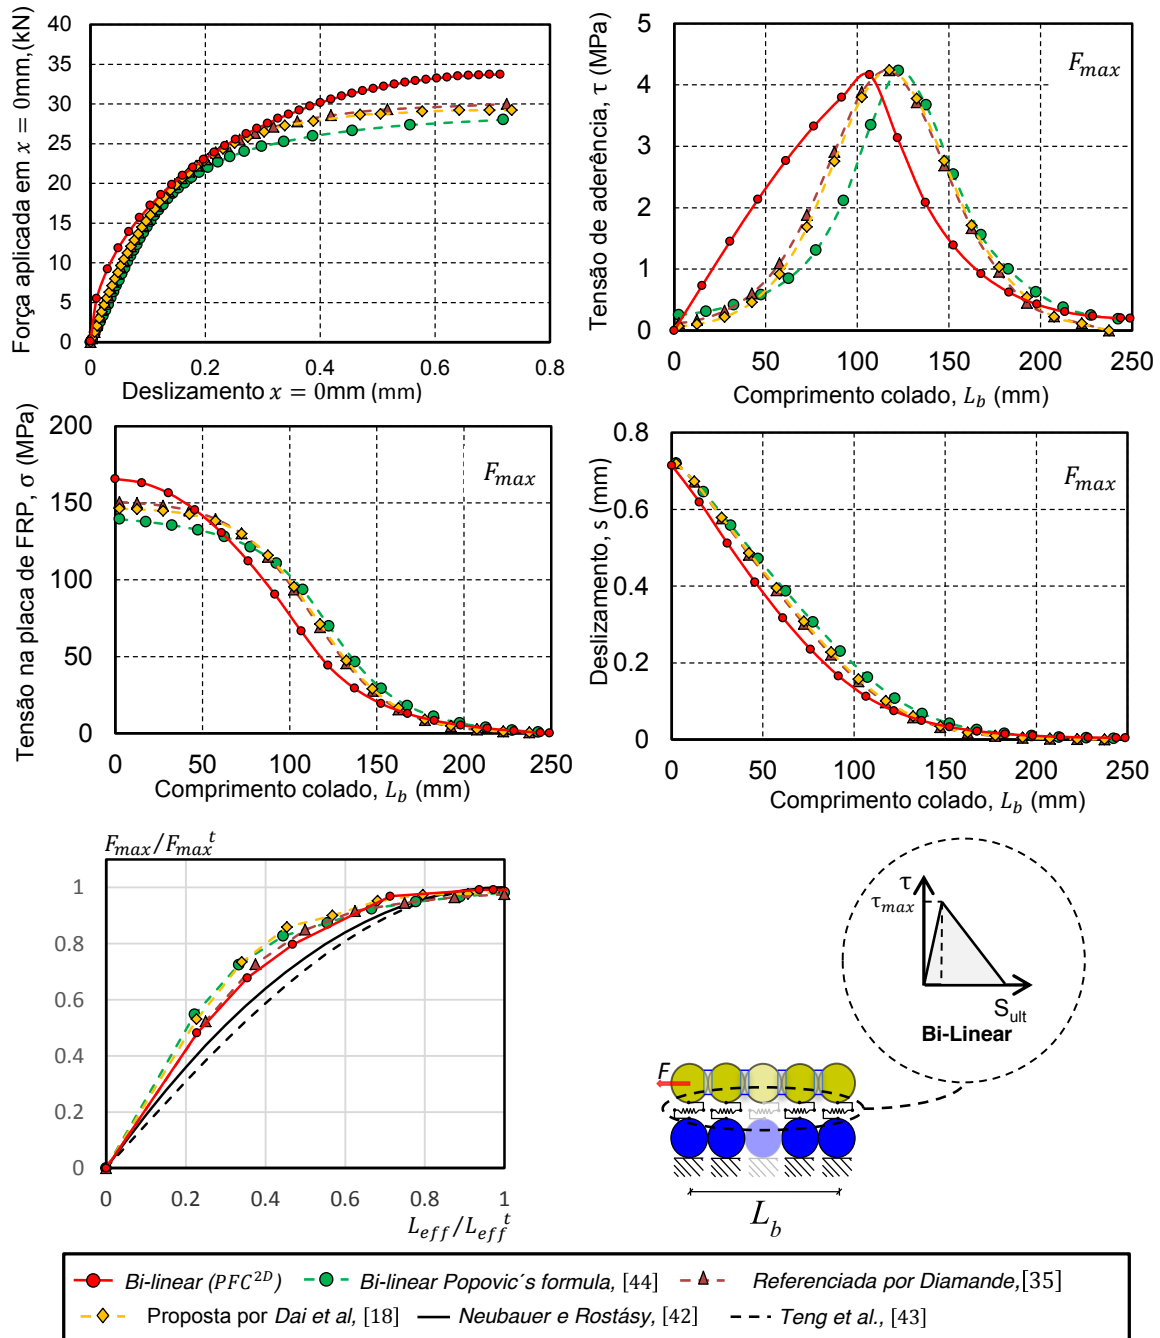 Força aplicada em x = 0mm,(kN)
40
35
30
25
20
15
10
5
0
0 0.2 0.4 0.6 0.8
Deslizamento x = 0mm (mm)
Tensão de aderência, τ (MPa)
5
4
3
2
1
0
F_max
0 50 100 150 200 250
Comprimento colado, L_b (mm)
Tensão na placa de FRP, σ (MPa)
200
150
100
50
0
F_max
0 50 100 150 200 250
Comprimento colado, L_b (mm)
Deslizamento, s (mm)
0.8
0.6
0.4
0.2
0
F_max
0 50 100 150 200 250
Comprimento colado, L_b (mm)
F_max/F_max^t
1
0.8
0.6
0.4
0.2
0
0 0.2 0.4 0.6 0.8 1
L_eff/L_eff^t
τ
τ_max
S_ult
Bi-Linear
F
L_b
Bi-linear (PFC^2D)
Bi-linear Popovic´s formula, [44]
Referenciada por Diamande,[35]
Proposta por Dai et al, [18]
Neubauer e Rostásy, [42]
Teng et al., [43]